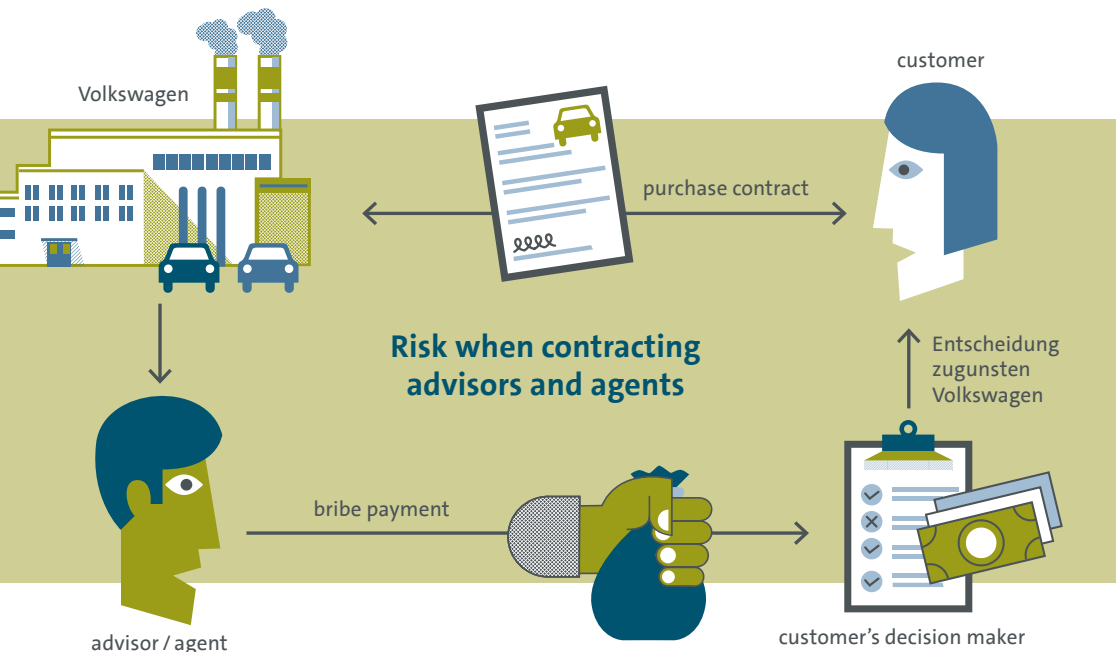 customer
Volkswagen
purchase contract
Risk when contracting
advisors and agents
Entscheidung
zugunsten
Volkswagen
bribe payment
advisor / agent
customer’s decision maker